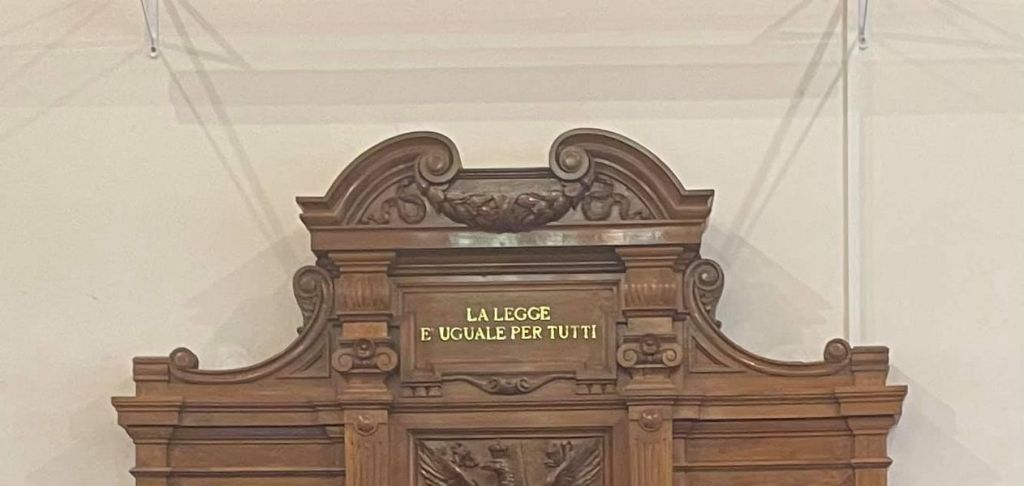 LA LEGGE
E' UGUALE PER TUTTI